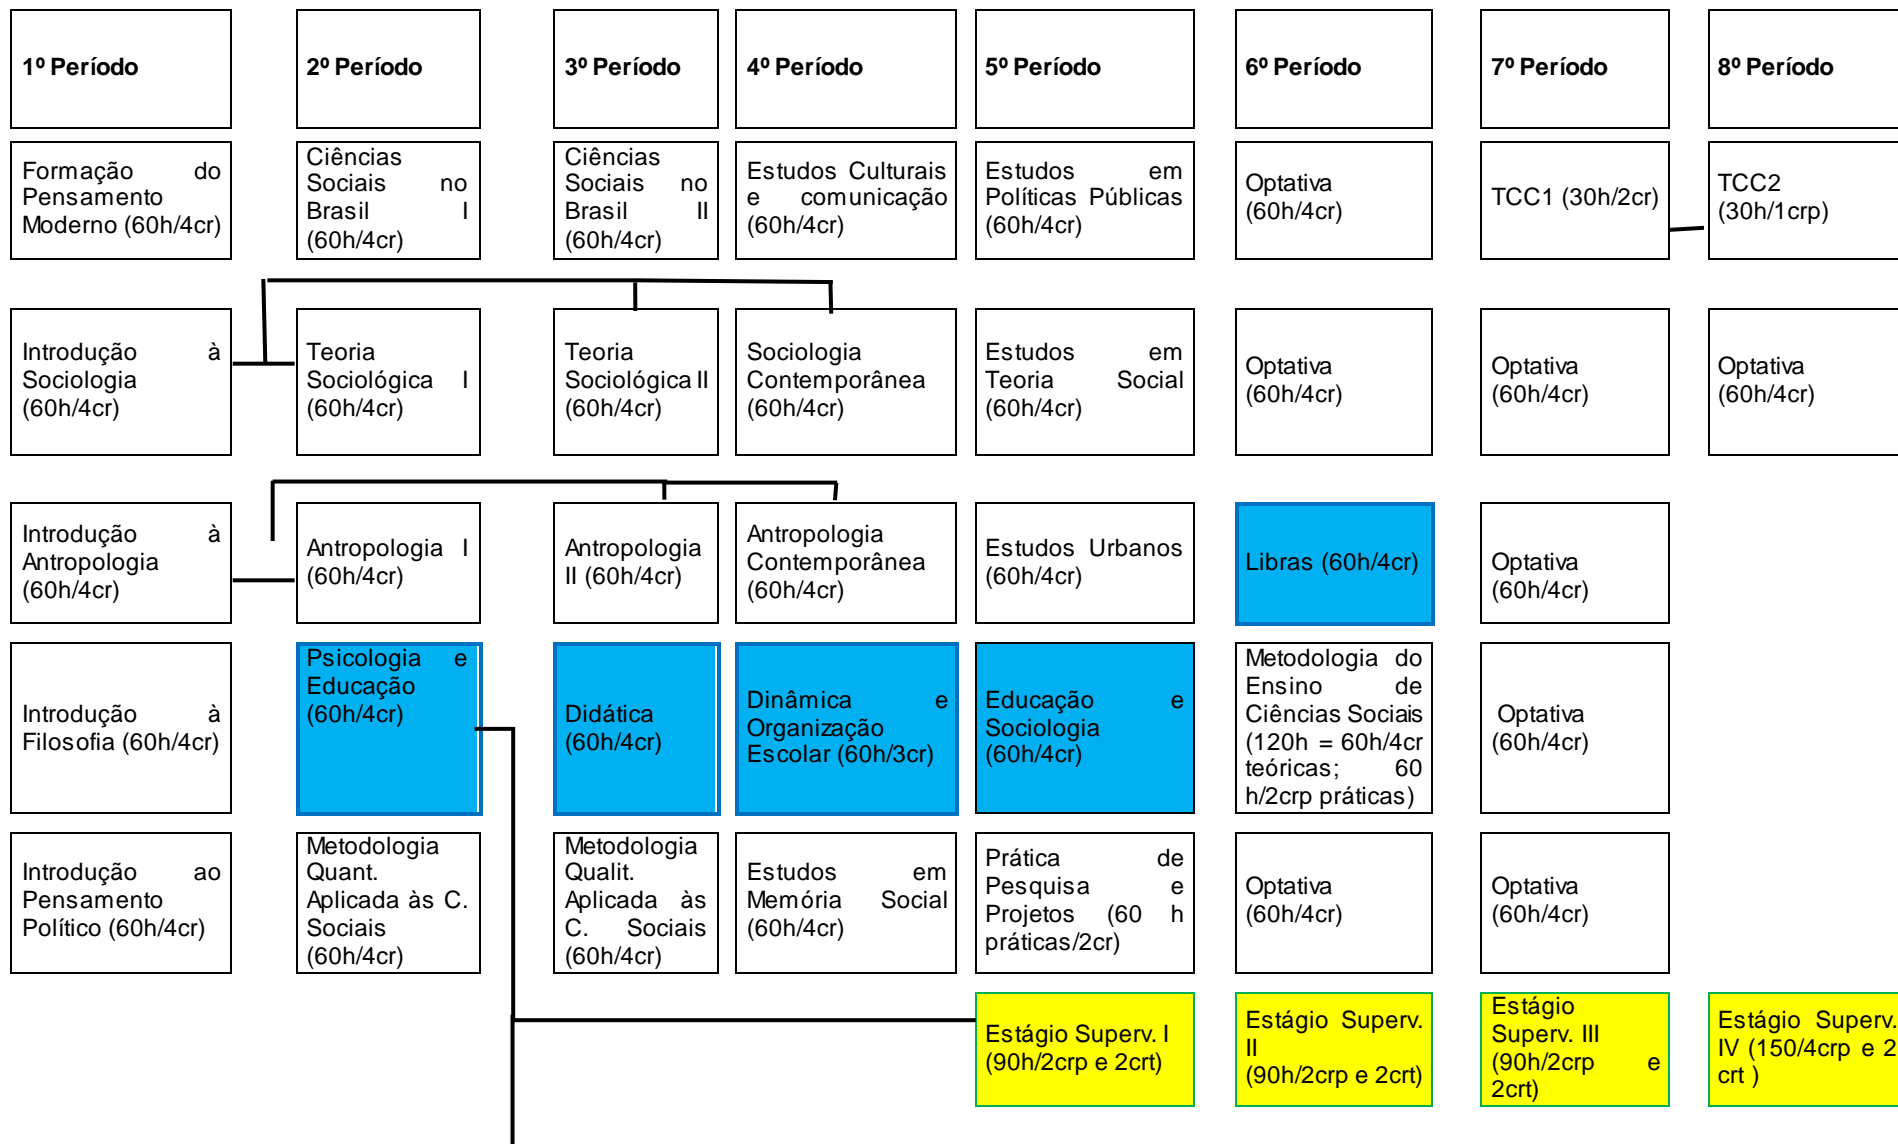 1º Período
2º Período
3º Período
4º Período
5º Período
6º Período
7º Período
8º Período
Formação do
Pensamento
Moderno (60h/4cr)
Ciências
Sociais no
Brasil I
(60h/4cr)
Ciências
Sociais no
Brasil II
(60h/4cr)
Estudos Culturais
e comunicação
(60h/4cr)
Estudos em
Políticas Públicas
(60h/4cr)
Optativa
(60h/4cr)
TCC1 (30h/2cr)
TCC2
(30h/1crp)
Introdução à
Sociologia
(60h/4cr)
Teoria
Sociológica I
(60h/4cr)
Teoria
Sociológica II
(60h/4cr)
Sociologia
Contemporânea
(60h/4cr)
Estudos em
Teoria Social
(60h/4cr)
Optativa
(60h/4cr)
Optativa
(60h/4cr)
Optativa
(60h/4cr)
Introdução à
Antropologia
(60h/4cr)
Antropologia I
(60h/4cr)
Antropologia
II (60h/4cr)
Antropologia
Contemporânea
(60h/4cr)
Estudos Urbanos
(60h/4cr)
Libras (60h/4cr)
Optativa
(60h/4cr)
Introdução à
Filosofia (60h/4cr)
Psicologia e
Educação
(60h/4cr)
Didática
(60h/4cr)
Dinâmica e
Organização
Escolar (60h/3cr)
Educação e
Sociologia
(60h/4cr)
Metodologia do
Ensino de
Ciências Sociais
(120h = 60h/4cr
teóricas; 60
h/2crp práticas)
Optativa
(60h/4cr)
Introdução ao
Pensamento
Político (60h/4cr)
Metodologia
Quant.
Aplicada às C.
Sociais
(60h/4cr)
Metodologia
Qualit.
Aplicada às
C. Sociais
(60h/4cr)
Estudos em
Memória Social
(60h/4cr)
Prática de
Pesquisa e
Projetos (60 h
práticas/2cr)
Optativa
(60h/4cr)
Optativa
(60h/4cr)
Estágio Superv. I
(90h/2crp e 2crt)
Estágio Superv.
II
(90h/2crp e 2crt)
Estágio
Superv. III
(90h/2crp e
2crt)
Estágio Superv.
IV (150/4crp e 2
crt )